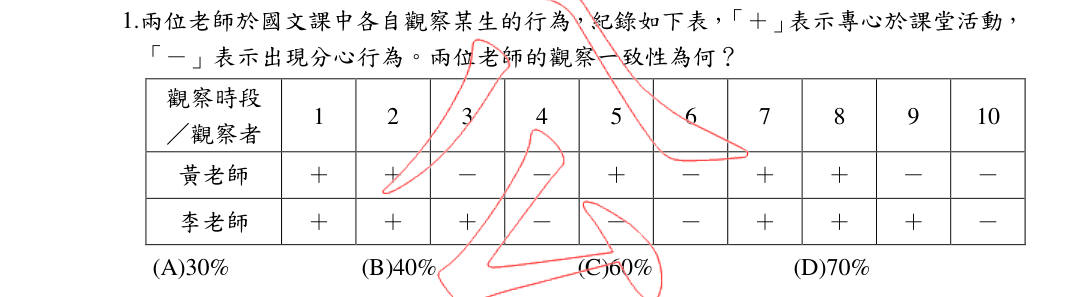 1.兩位老師於國文課中各自觀察某生的行為，紀錄如下表，「＋」表示專心於課堂活動，
「－」表示出現分心行為。兩位老師的觀察一致性為何？
觀察時段 1 2 3 4 5 6 7 8 9 10
／觀察者
黃老師 ＋ ＋ － － ＋ － ＋ ＋ － －
李老師 ＋ ＋ ＋ － － － ＋ ＋ ＋ －
(A)30% (B)40% (C)60% (D)70%